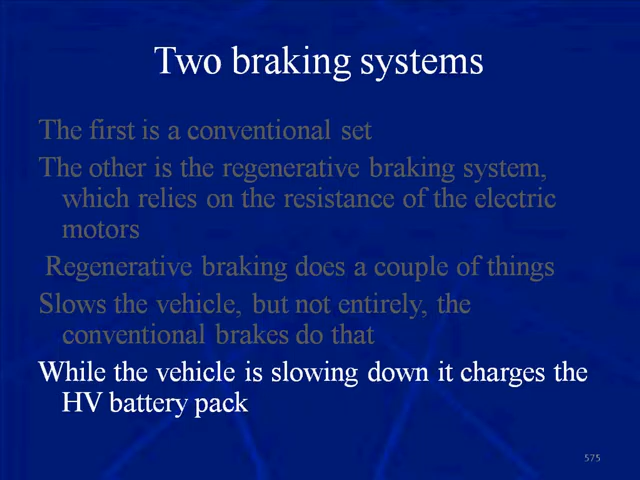 Two braking systems
The first is a conventional set
The other is the regenerative braking system,
which relies on the resistance of the electric
motors
Regenerative braking does a couple of things
Slows the vehicle, but not entirely, the
conventional brakes do that
While the vehicle is slowing down it charges the
HV battery pack
575